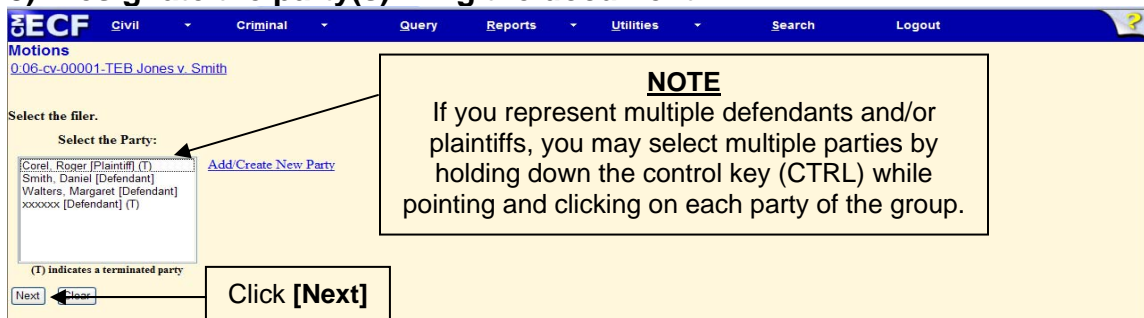 CM ECF Civil Criminal Query Reports Utilities Search Logout ?
Motions
0:06-cv-00001-TEB Jones v. Smith
Select the filer.
Select the Party:
Corel, Roger [Plaintiff] (T)
Smith, Daniel [Defendant]
Walters, Margaret [Defendant]
xxxxxx [Defendant] (T)
Add/Create New Party
(T) indicates a terminated party
Next Clear
NOTE
If you represent multiple defendants and/or
plaintiffs, you may select multiple parties by
holding down the control key (CTRL) while
pointing and clicking on each party of the group.
Click [Next]